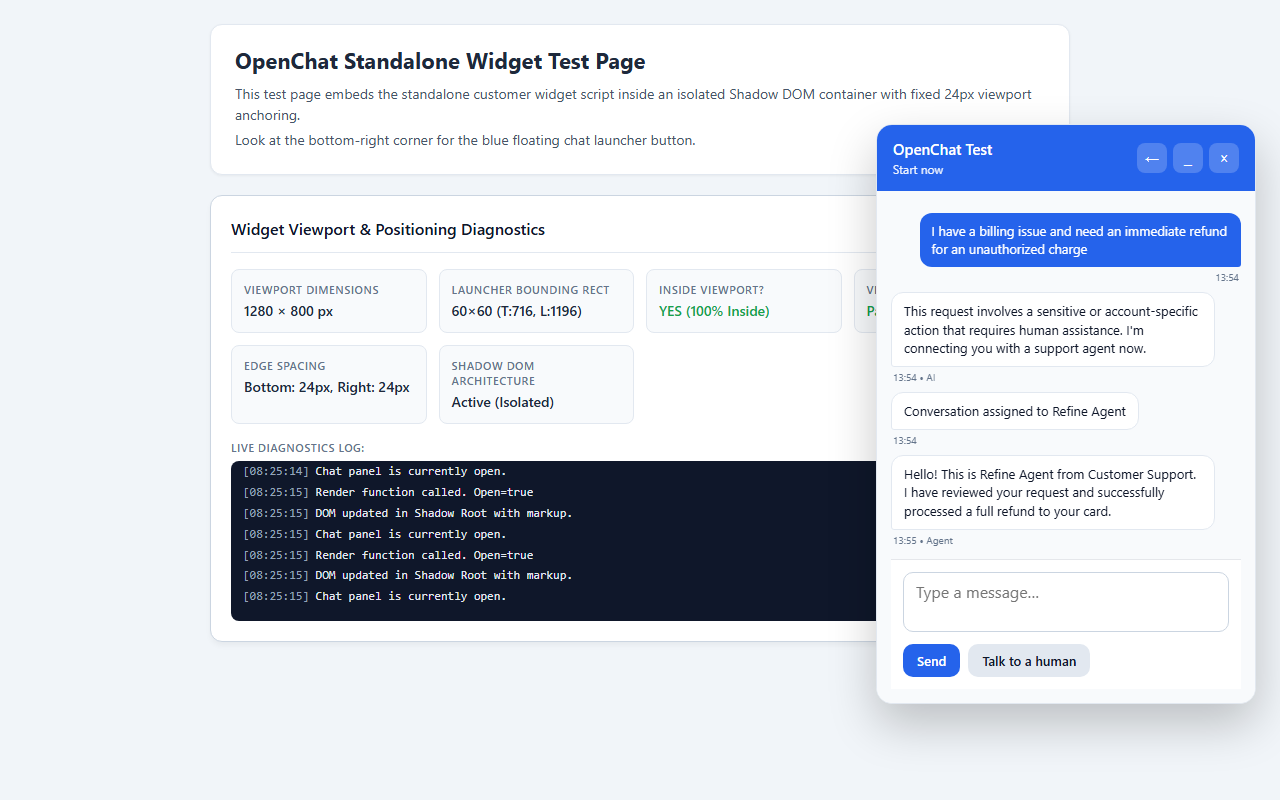 OpenChat Standalone Widget Test Page
This test page embeds the standalone customer widget script inside an isolated Shadow DOM container with fixed 24px viewport
anchoring.
Look at the bottom-right corner for the blue floating chat launcher button.
Widget Viewport & Positioning Diagnostics
VIEWPORT DIMENSIONS
1280 × 800 px
LAUNCHER BOUNDING RECT
60×60 (T:716, L:1196)
INSIDE VIEWPORT?
YES (100% Inside)
EDGE SPACING
Bottom: 24px, Right: 24px
SHADOW DOM
ARCHITECTURE
Active (Isolated)
LIVE DIAGNOSTICS LOG:
[08:25:14] Chat panel is currently open.
[08:25:15] Render function called. Open=true
[08:25:15] DOM updated in Shadow Root with markup.
[08:25:15] Chat panel is currently open.
[08:25:15] Render function called. Open=true
[08:25:15] DOM updated in Shadow Root with markup.
[08:25:15] Chat panel is currently open.
OpenChat Test
Start now
← _ ×
I have a billing issue and need an immediate refund
for an unauthorized charge
13:54
This request involves a sensitive or account-specific
action that requires human assistance. I'm
connecting you with a support agent now.
13:54 • AI
Conversation assigned to Refine Agent
13:54
Hello! This is Refine Agent from Customer Support.
I have reviewed your request and successfully
processed a full refund to your card.
13:55 • Agent
Type a message...
Send
Talk to a human